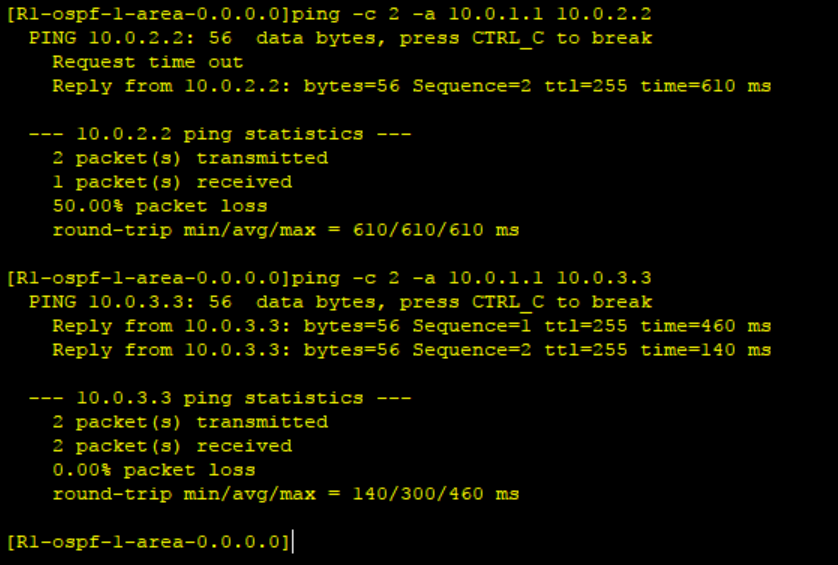 [R1-ospf-1-area-0.0.0.0]ping -c 2 -a 10.0.1.1 10.0.2.2
  PING 10.0.2.2: 56  data bytes, press CTRL_C to break
    Request time out
    Reply from 10.0.2.2: bytes=56 Sequence=2 ttl=255 time=610 ms

  --- 10.0.2.2 ping statistics ---
    2 packet(s) transmitted
    1 packet(s) received
    50.00% packet loss
    round-trip min/avg/max = 610/610/610 ms

[R1-ospf-1-area-0.0.0.0]ping -c 2 -a 10.0.1.1 10.0.3.3
  PING 10.0.3.3: 56  data bytes, press CTRL_C to break
    Reply from 10.0.3.3: bytes=56 Sequence=1 ttl=255 time=460 ms
    Reply from 10.0.3.3: bytes=56 Sequence=2 ttl=255 time=140 ms

  --- 10.0.3.3 ping statistics ---
    2 packet(s) transmitted
    2 packet(s) received
    0.00% packet loss
    round-trip min/avg/max = 140/300/460 ms

[R1-ospf-1-area-0.0.0.0]